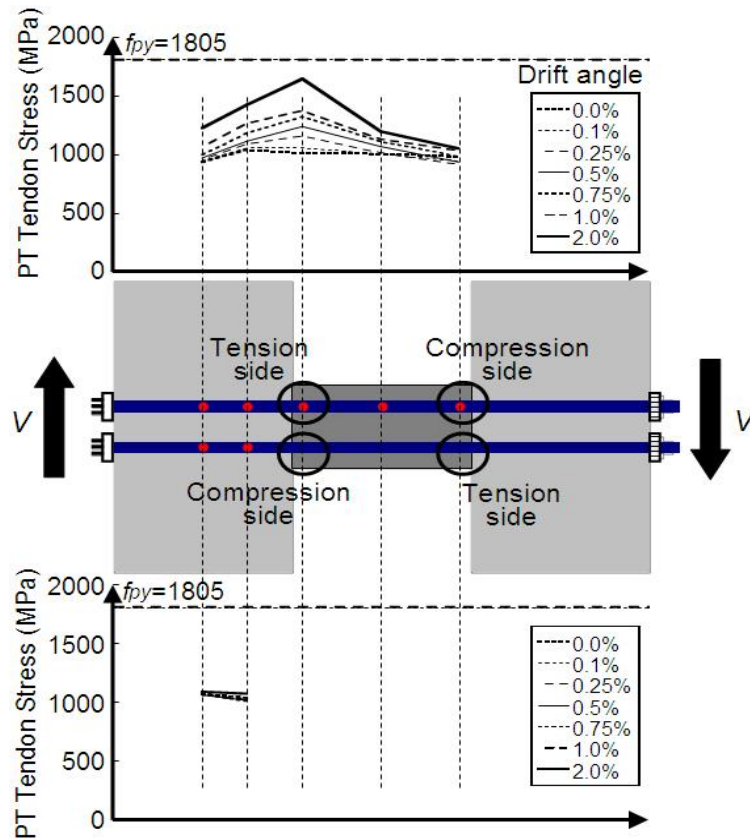 PT Tendon Stress (MPa)
2000
1500
1000
500
0
fpy=1805
Drift angle
0.0%
0.1%
0.25%
0.5%
0.75%
1.0%
2.0%
Tension
side
Compression
side
V
V
Compression
side
Tension
side
PT Tendon Stress (MPa)
2000
1500
1000
500
0
fpy=1805
0.0%
0.1%
0.25%
0.5%
0.75%
1.0%
2.0%